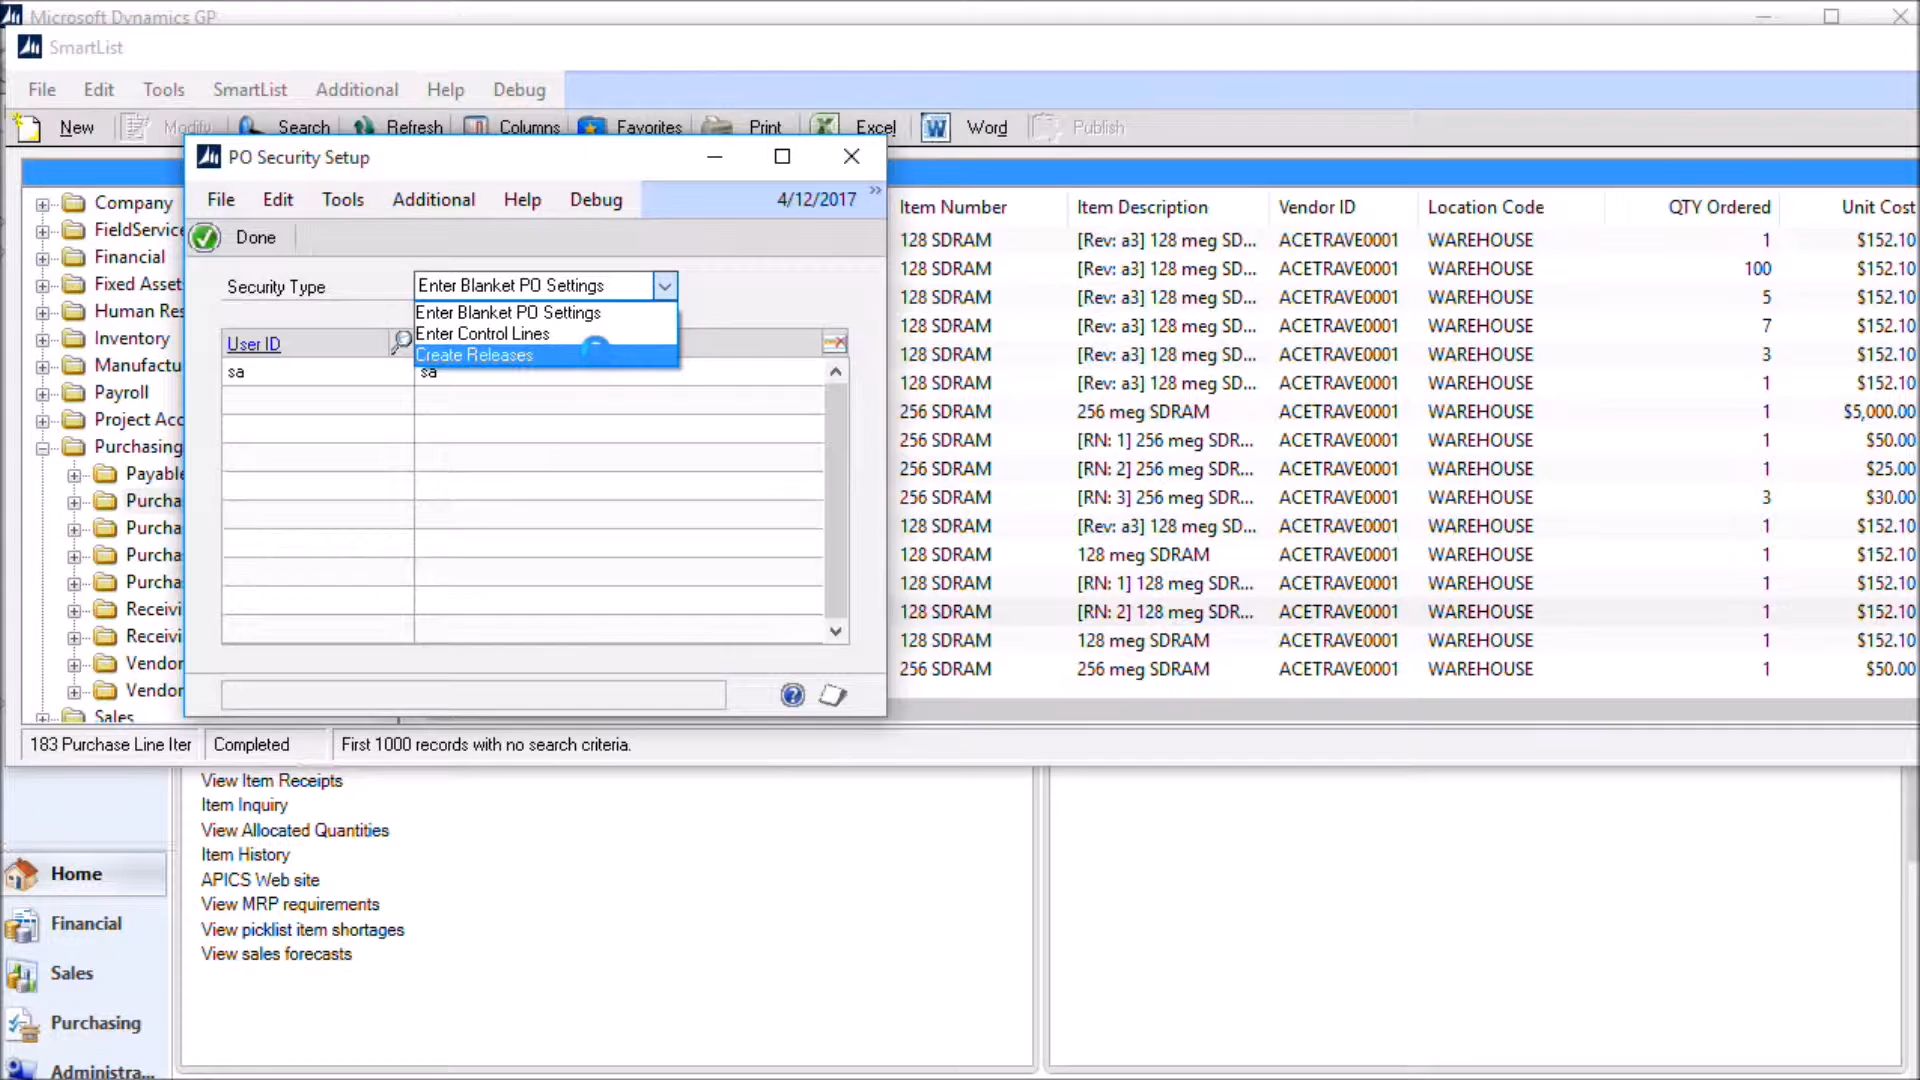 Microsoft Dynamics GP
SmartList
File Edit Tools SmartList Additional Help Debug
New Modify Search Refresh Columns Favorites Print Excel Word Publish
PO Security Setup
File Edit Tools Additional Help Debug 4/12/2017 »
Done
Security Type Enter Blanket PO Settings
Enter Blanket PO Settings
Enter Control Lines
Create Releases
User ID
sa sa
Company
FieldService
Financial
Fixed Asset
Human Res
Inventory
Manufactu
Payroll
Project Acc
Purchasing
Payable
Purcha
Purcha
Purcha
Purcha
Receivi
Receivi
Vendor
Vendor
Sales
Item Number Item Description Vendor ID Location Code QTY Ordered Unit Cost
128 SDRAM [Rev: a3] 128 meg SD... ACETRAVE0001 WAREHOUSE 1 $152.10
128 SDRAM [Rev: a3] 128 meg SD... ACETRAVE0001 WAREHOUSE 100 $152.10
128 SDRAM [Rev: a3] 128 meg SD... ACETRAVE0001 WAREHOUSE 5 $152.10
128 SDRAM [Rev: a3] 128 meg SD... ACETRAVE0001 WAREHOUSE 7 $152.10
128 SDRAM [Rev: a3] 128 meg SD... ACETRAVE0001 WAREHOUSE 3 $152.10
128 SDRAM [Rev: a3] 128 meg SD... ACETRAVE0001 WAREHOUSE 1 $152.10
256 SDRAM 256 meg SDRAM ACETRAVE0001 WAREHOUSE 1 $5,000.00
256 SDRAM [RN: 1] 256 meg SDR... ACETRAVE0001 WAREHOUSE 1 $50.00
256 SDRAM [RN: 2] 256 meg SDR... ACETRAVE0001 WAREHOUSE 1 $25.00
256 SDRAM [RN: 3] 256 meg SDR... ACETRAVE0001 WAREHOUSE 3 $30.00
128 SDRAM [Rev: a3] 128 meg SD... ACETRAVE0001 WAREHOUSE 1 $152.10
128 SDRAM 128 meg SDRAM ACETRAVE0001 WAREHOUSE 1 $152.10
128 SDRAM [RN: 1] 128 meg SDR... ACETRAVE0001 WAREHOUSE 1 $152.10
128 SDRAM [RN: 2] 128 meg SDR... ACETRAVE0001 WAREHOUSE 1 $152.10
128 SDRAM 128 meg SDRAM ACETRAVE0001 WAREHOUSE 1 $152.10
256 SDRAM 256 meg SDRAM ACETRAVE0001 WAREHOUSE 1 $50.00
183 Purchase Line Iter Completed First 1000 records with no search criteria.
View Item Receipts
Item Inquiry
View Allocated Quantities
Item History
APICS Web site
View MRP requirements
View picklist item shortages
View sales forecasts
Home
Financial
Sales
Purchasing
Administra...